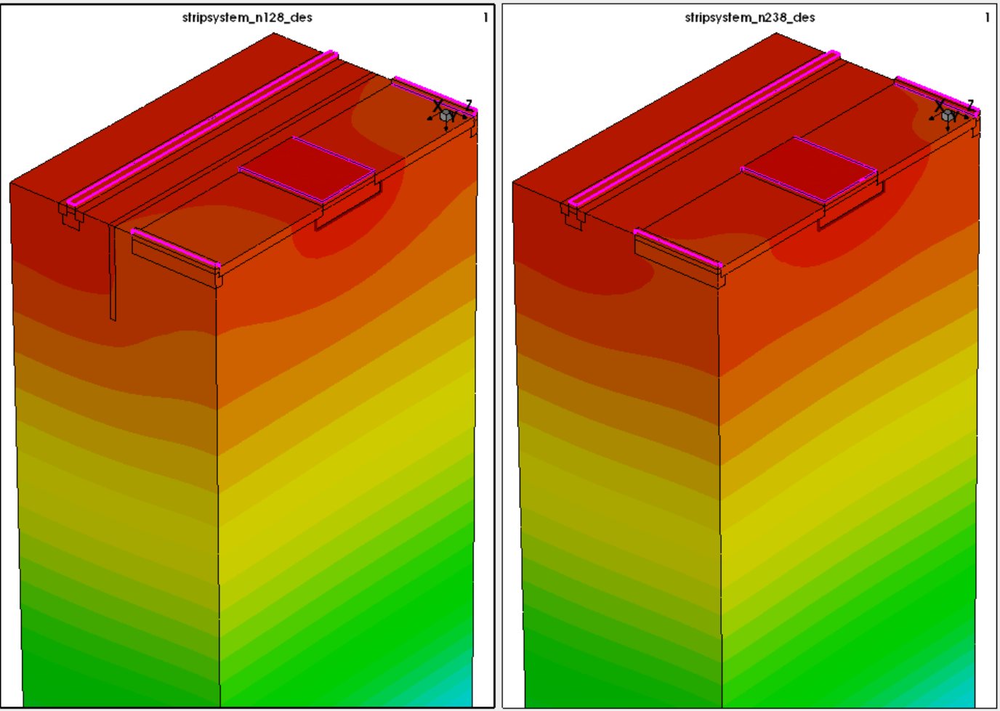 stripsystem_n128_des
1
X
Y
Z
stripsystem_n238_des
1
X
Y
Z